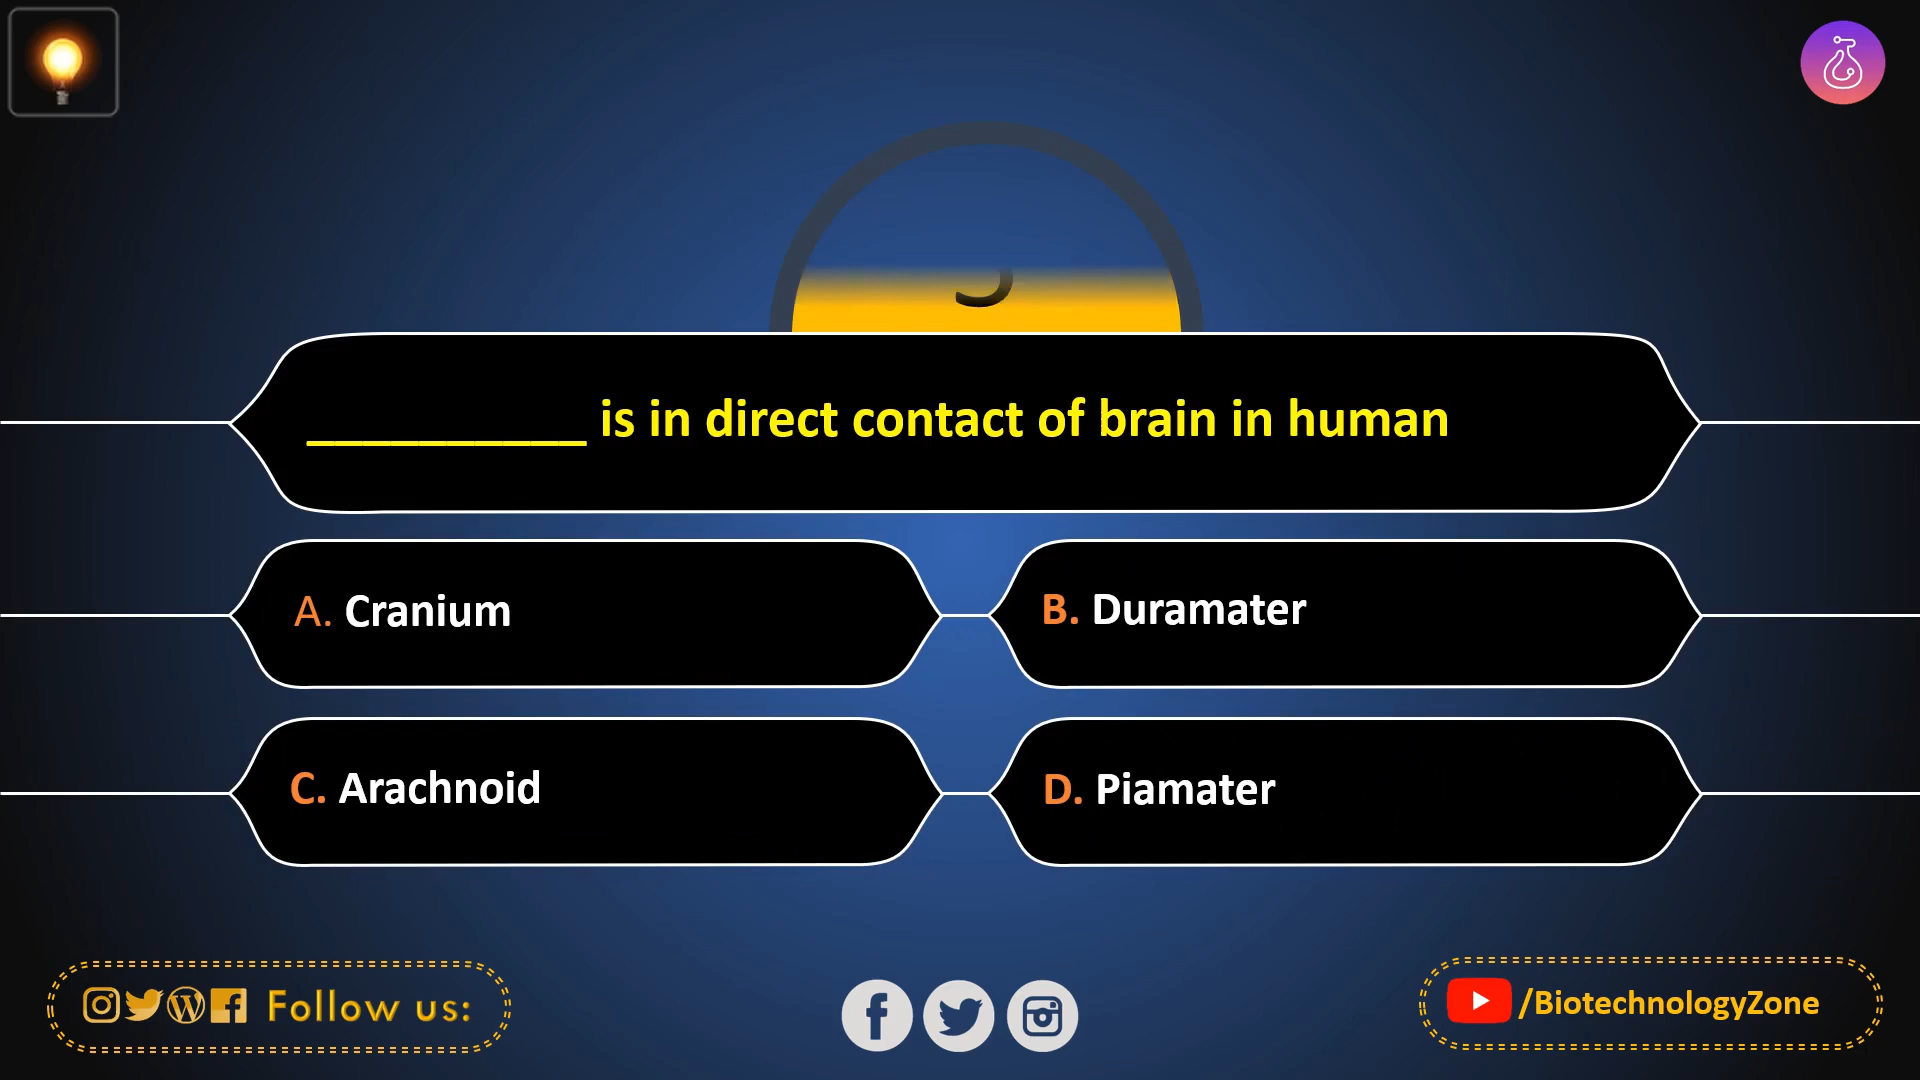 __________ is in direct contact of brain in human
A. Cranium
B. Duramater
C. Arachnoid
D. Piamater
Follow us:
/BiotechnologyZone